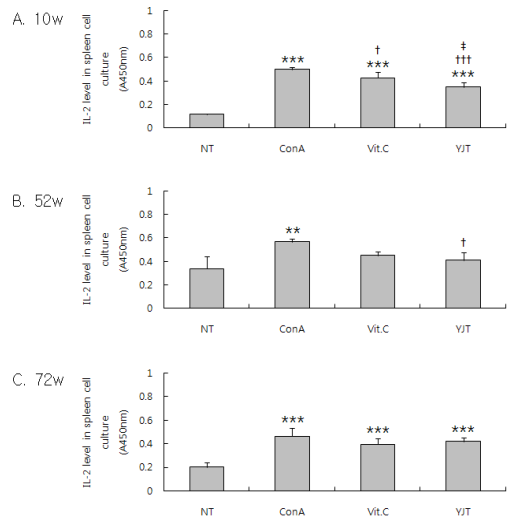 A. 10w
IL-2 level in spleen cell
culture
(A450nm)
1
0.8
0.6
0.4
0.2
0
***
†
***
‡
†††
***
NT
ConA
Vit.C
YJT
B. 52w
IL-2 level in spleen cell
culture
(A450nm)
1
0.8
0.6
0.4
0.2
0
**
†
NT
ConA
Vit.C
YJT
C. 72w
IL-2 level in spleen cell
culture
(A450nm)
1
0.8
0.6
0.4
0.2
0
***
***
***
NT
ConA
Vit.C
YJT